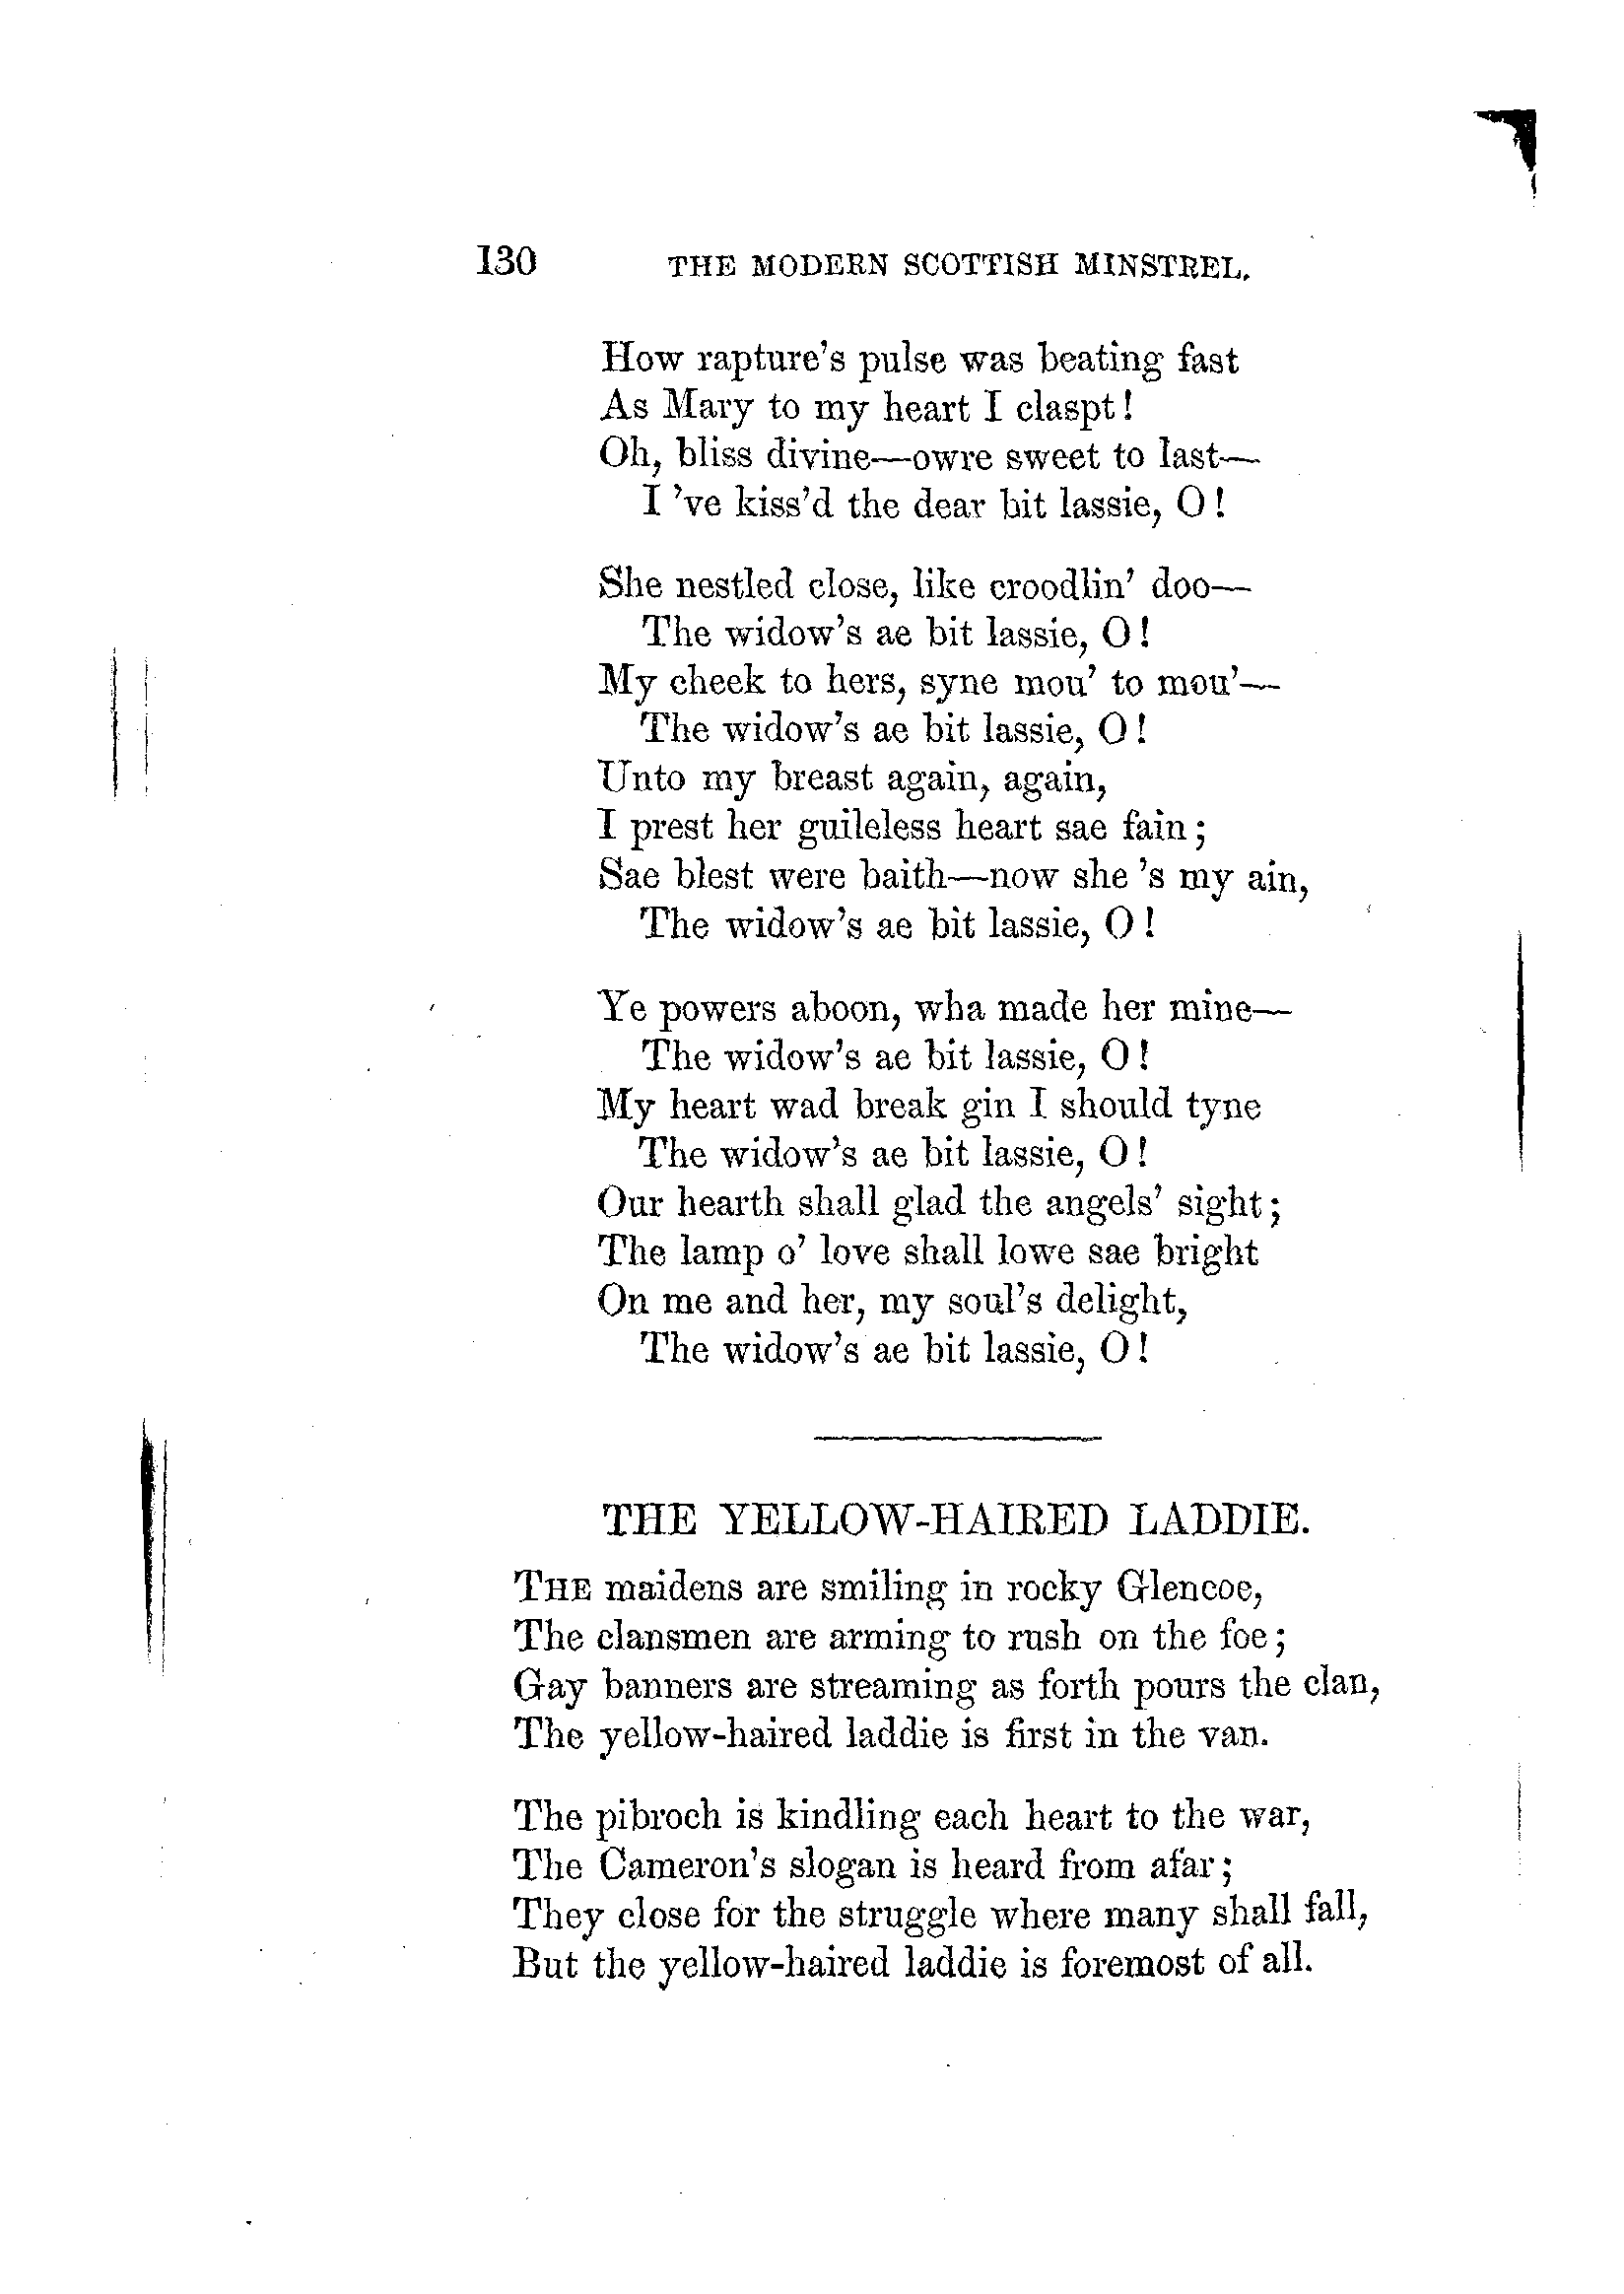 130 THE MODERN SCOTTISH MINSTREL.
How rapture's pulse was beating fast
As Mary to my heart I claspt!
Oh, bliss divine—owre sweet to last—
I 've kiss'd the dear bit lassie, O!
She nestled close, like croodlin' doo—
The widow's ae bit lassie, O!
My cheek to hers, syne mou' to mou'—
The widow's ae bit lassie, O!
Unto my breast again, again,
I prest her guileless heart sae fain;
Sae blest were baith—now she 's my ain,
The widow's ae bit lassie, O!
Ye powers aboon, wha made her mine—
The widow's ae bit lassie, O!
My heart wad break gin I should tyne
The widow's ae bit lassie, O!
Our hearth shall glad the angels' sight;
The lamp o' love shall lowe sae bright
On me and her, my soul's delight,
The widow's ae bit lassie, O!
THE YELLOW-HAIRED LADDIE.
THE maidens are smiling in rocky Glencoe,
The clansmen are arming to rush on the foe;
Gay banners are streaming as forth pours the clan,
The yellow-haired laddie is first in the van.
The pibroch is kindling each heart to the war,
The Cameron's slogan is heard from afar;
They close for the struggle where many shall fall,
But the yellow-haired laddie is foremost of all.